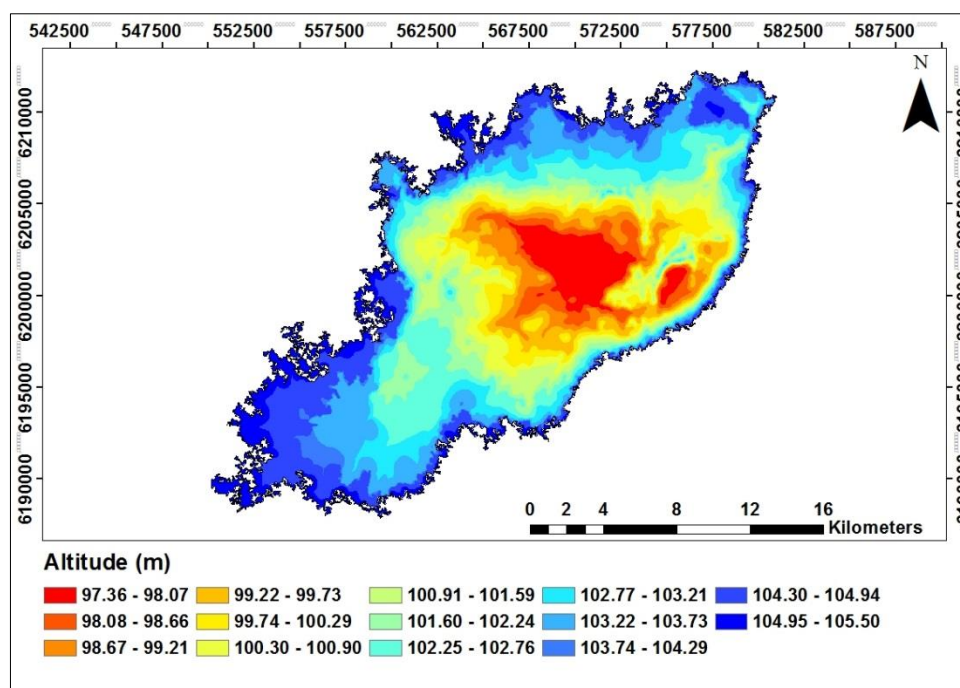 542500 547500 552500 557500 562500 567500 572500 577500 582500 587500
N
6210000
6205000
6200000
6195000
6190000
0 2 4 8 12 16
Kilometers
Altitude (m)
97.36 - 98.07 99.22 - 99.73 100.91 - 101.59 102.77 - 103.21 104.30 - 104.94
98.08 - 98.66 99.74 - 100.29 101.60 - 102.24 103.22 - 103.73 104.95 - 105.50
98.67 - 99.21 100.30 - 100.90 102.25 - 102.76 103.74 - 104.29